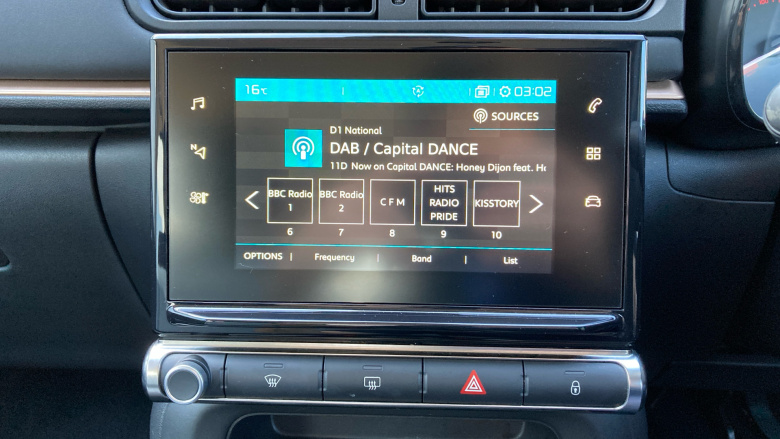 16°C 03:02
SOURCES
D1 National
DAB / Capital DANCE
11D Now on Capital DANCE: Honey Dijon feat.
BBC Radio 1
BBC Radio 2
C F M
HITS RADIO PRIDE
KISSTORY
6 7 8 9 10
OPTIONS | Frequency | Band | List
N